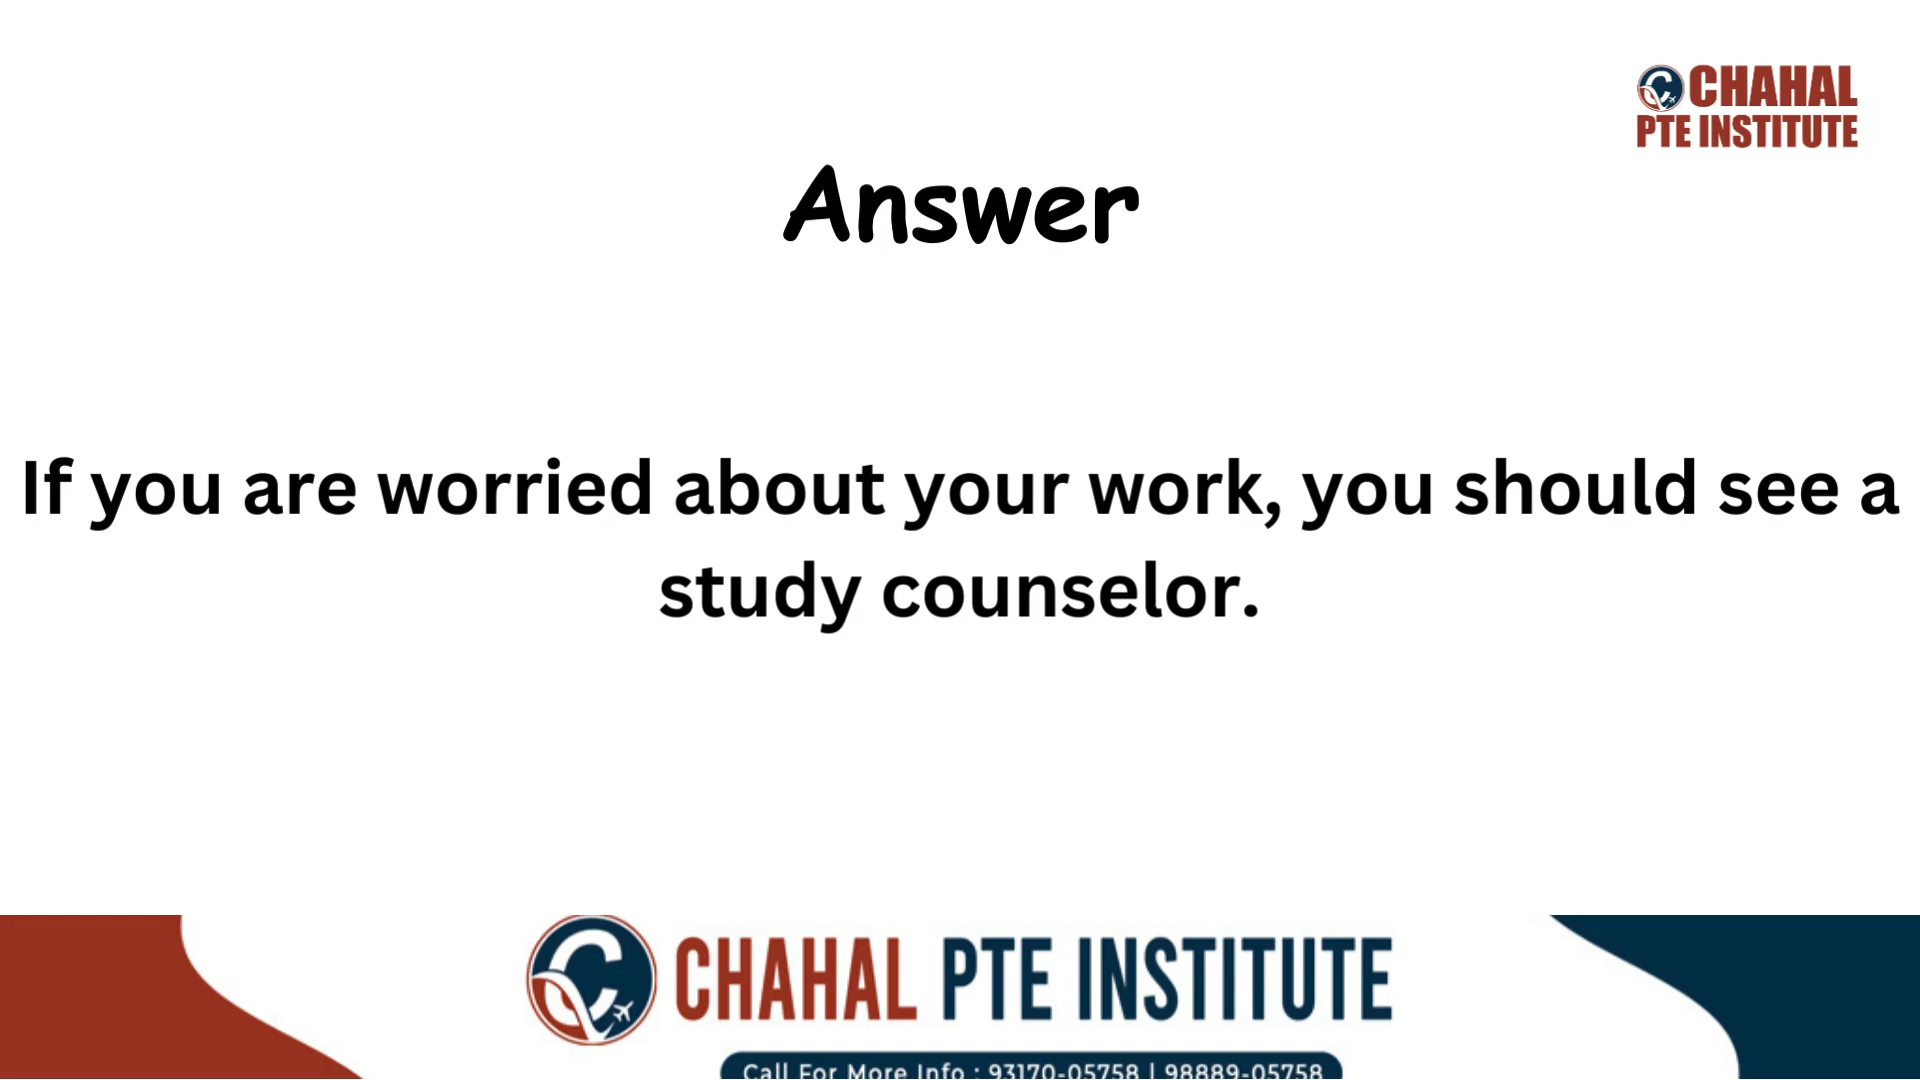 CHAHAL
PTE INSTITUTE
Answer
If you are worried about your work, you should see a
study counselor.
CHAHAL PTE INSTITUTE
Call For More Info : 93170-05758 | 98889-05758